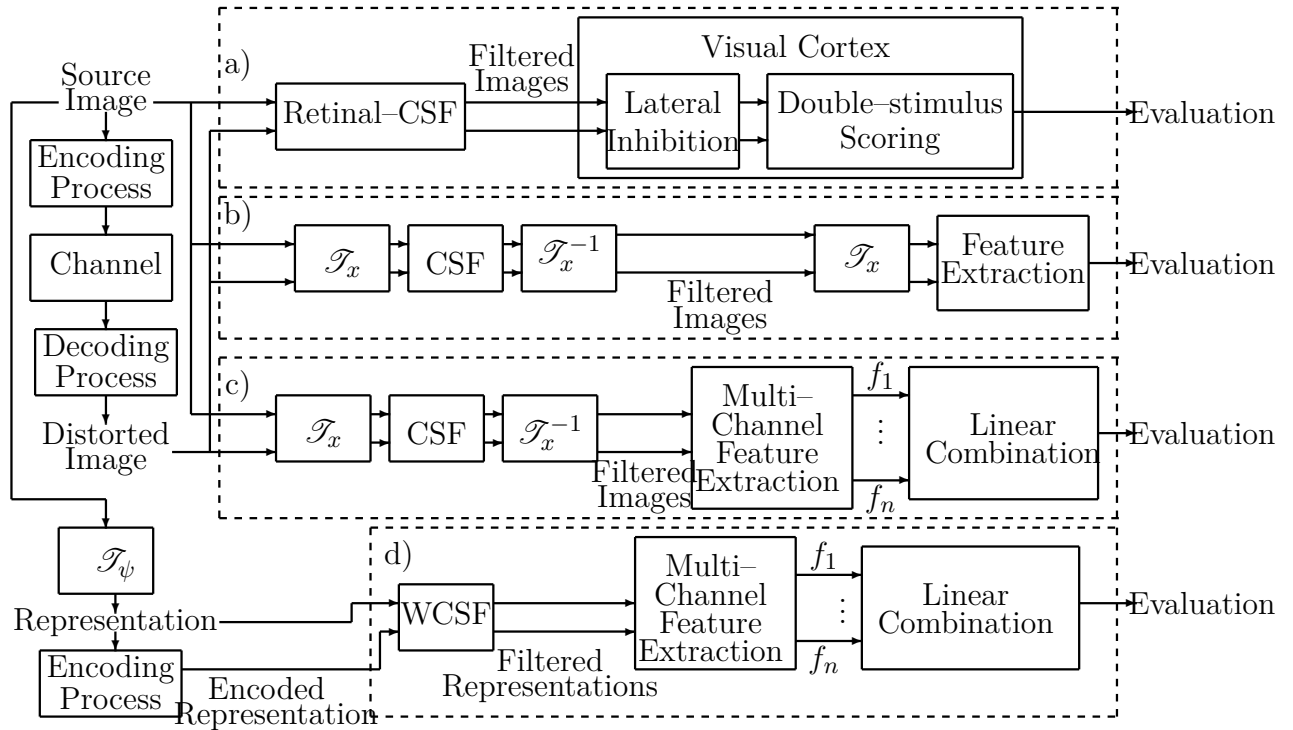 Source
Image
Encoding
Process
Channel
Decoding
Process
Distorted
Image
a)
Retinal–CSF
Filtered
Images
Visual Cortex
Lateral
Inhibition
Double–stimulus
Scoring
Evaluation
b)
𝒯x
CSF
𝒯x−1
Filtered
Images
𝒯x
Feature
Extraction
Evaluation
c)
𝒯x
CSF
𝒯x−1
Filtered
Images
Multi–
Channel
Feature
Extraction
f1
⋮
fn
Linear
Combination
Evaluation
𝒯ψ
Representation
Encoding
Process
Encoded
Representation
d)
WCSF
Filtered
Representations
Multi–
Channel
Feature
Extraction
f1
⋮
fn
Linear
Combination
Evaluation